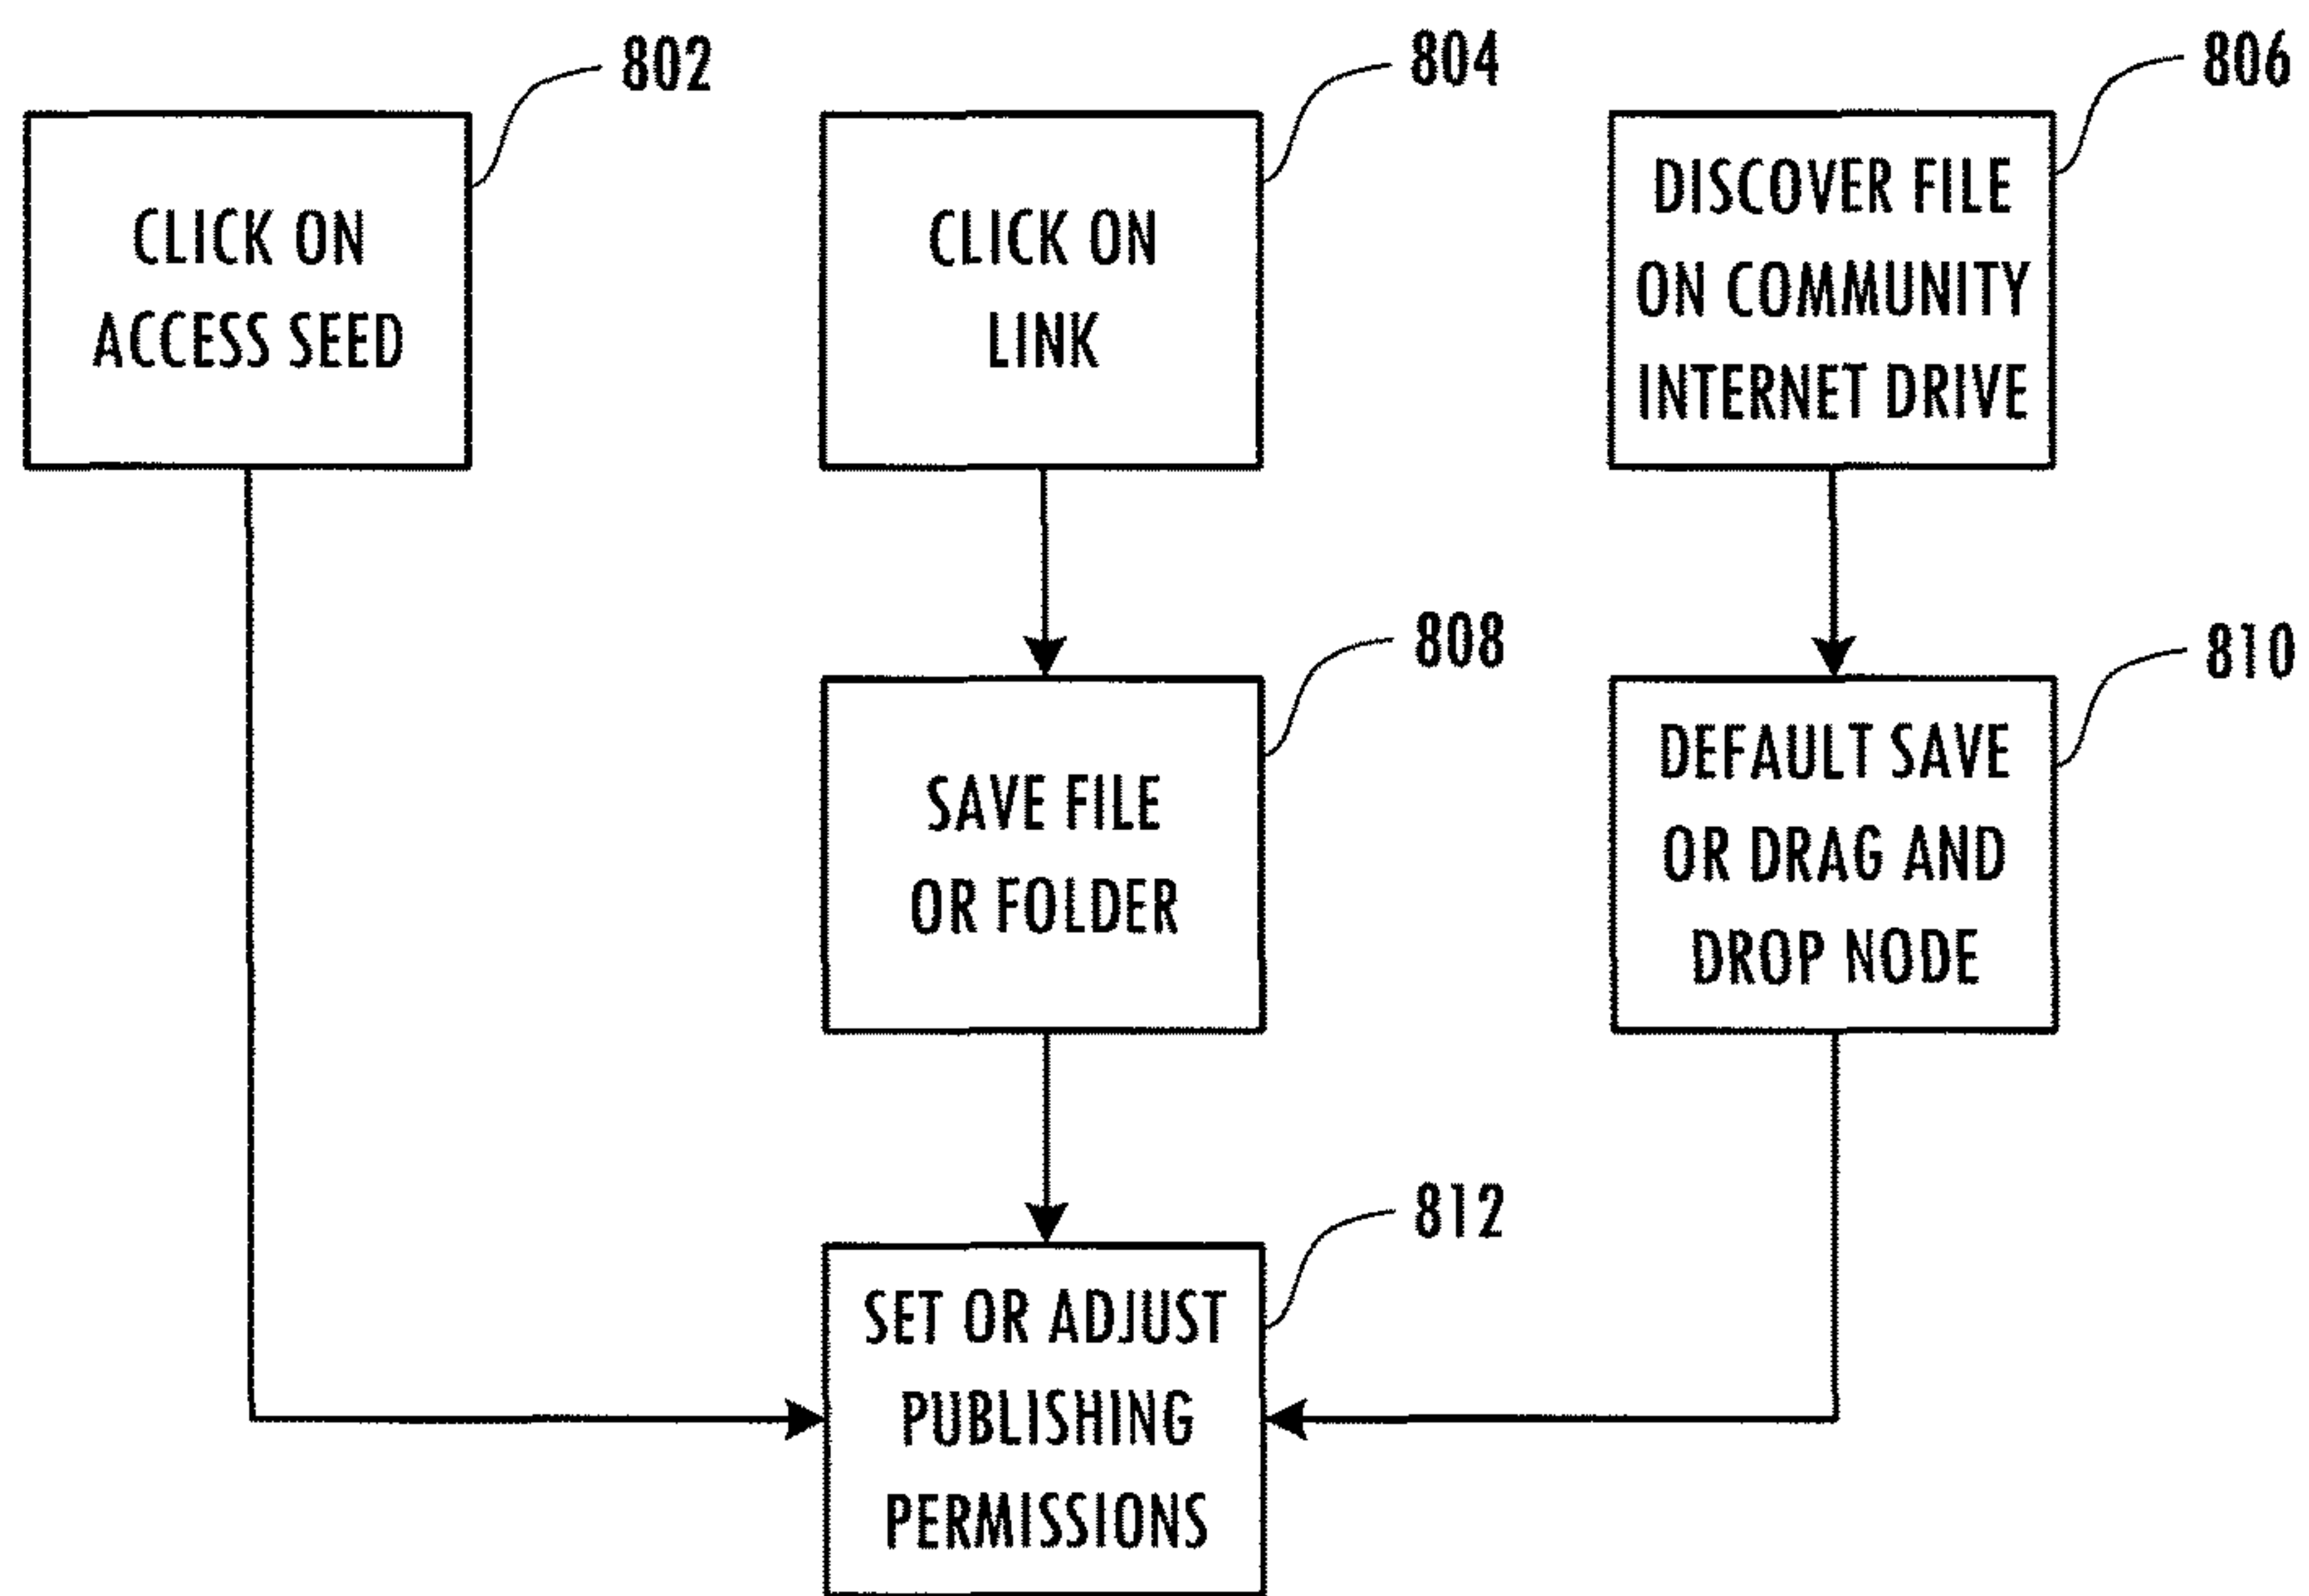 802
CLICK ON
ACCESS SEED
804
CLICK ON
LINK
806
DISCOVER FILE
ON COMMUNITY
INTERNET DRIVE
808
SAVE FILE
OR FOLDER
810
DEFAULT SAVE
OR DRAG AND
DROP NODE
812
SET OR ADJUST
PUBLISHING
PERMISSIONS